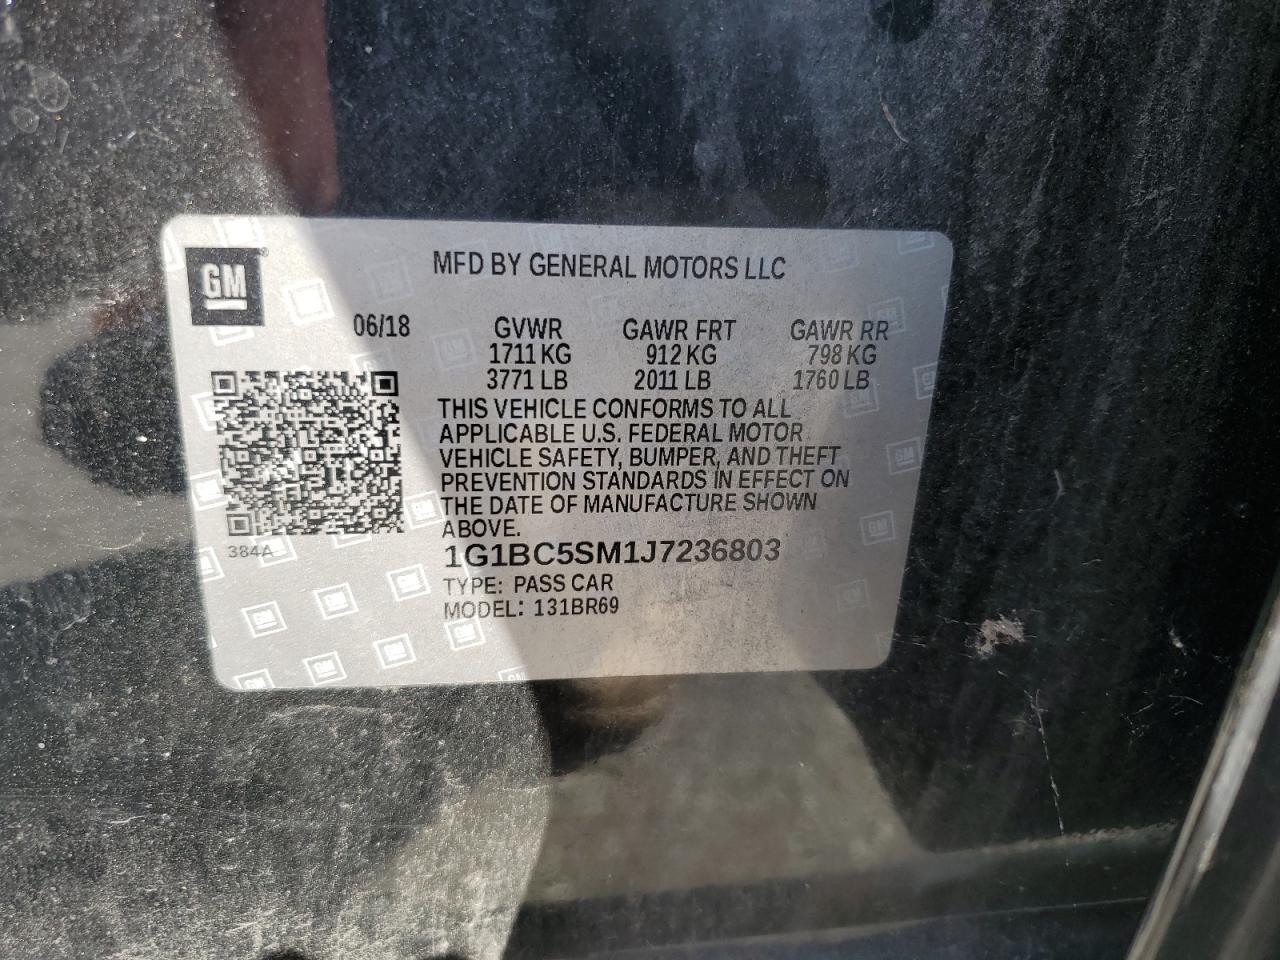 GM
MFD BY GENERAL MOTORS LLC
06/18 GVWR GAWR FRT GAWR RR
1711 KG 912 KG 798 KG
3771 LB 2011 LB 1760 LB
THIS VEHICLE CONFORMS TO ALL
APPLICABLE U.S. FEDERAL MOTOR
VEHICLE SAFETY, BUMPER, AND THEFT
PREVENTION STANDARDS IN EFFECT ON
THE DATE OF MANUFACTURE SHOWN
ABOVE.
384A
1G1BC5SM1J7236803
TYPE: PASS CAR
MODEL: 131BR69